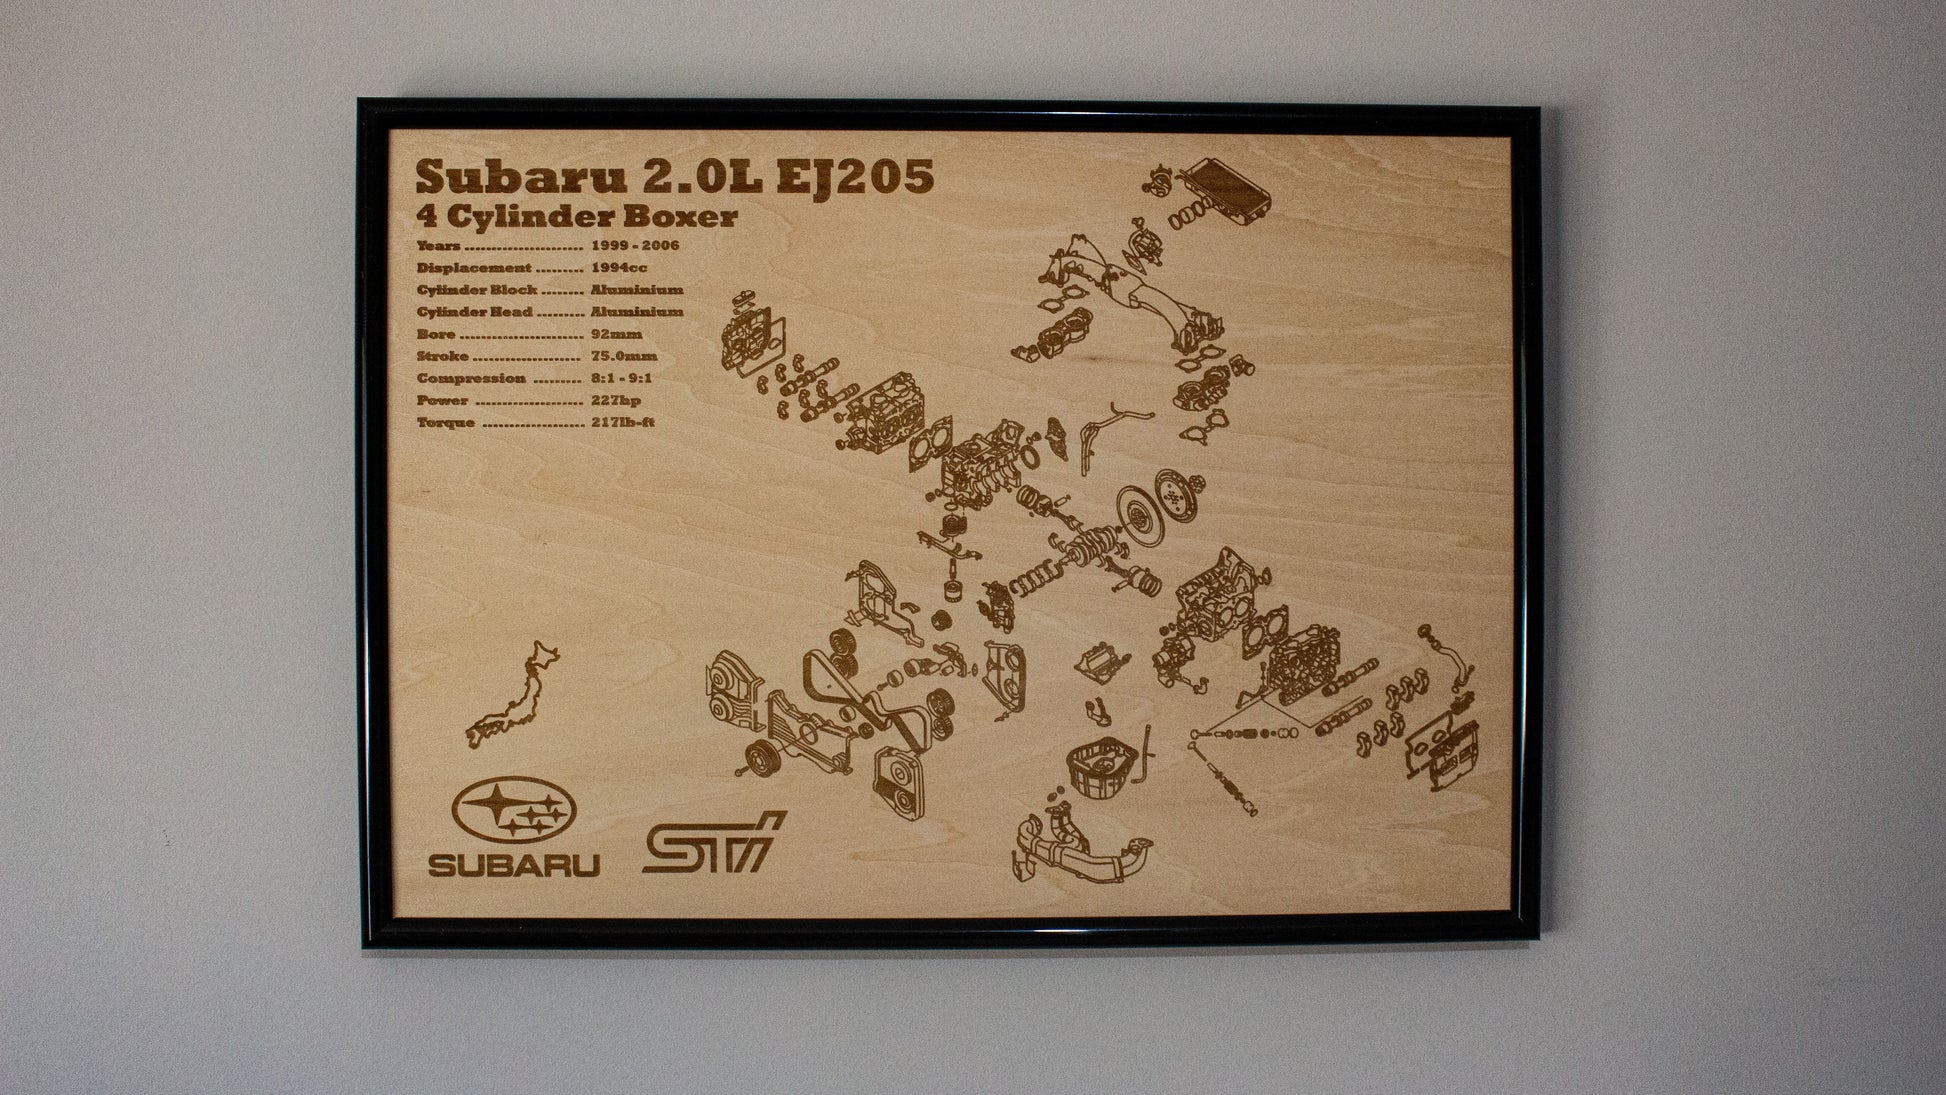 Subaru 2.0L EJ205
4 Cylinder Boxer
Years ........................ 1999 - 2006
Displacement ......... 1994cc
Cylinder Block ........ Aluminium
Cylinder Head ......... Aluminium
Bore ......................... 92mm
Stroke ...................... 75.0mm
Compression ......... 8:1 - 9:1
Power ...................... 227hp
Torque ..................... 217lb-ft
SUBARU
STi